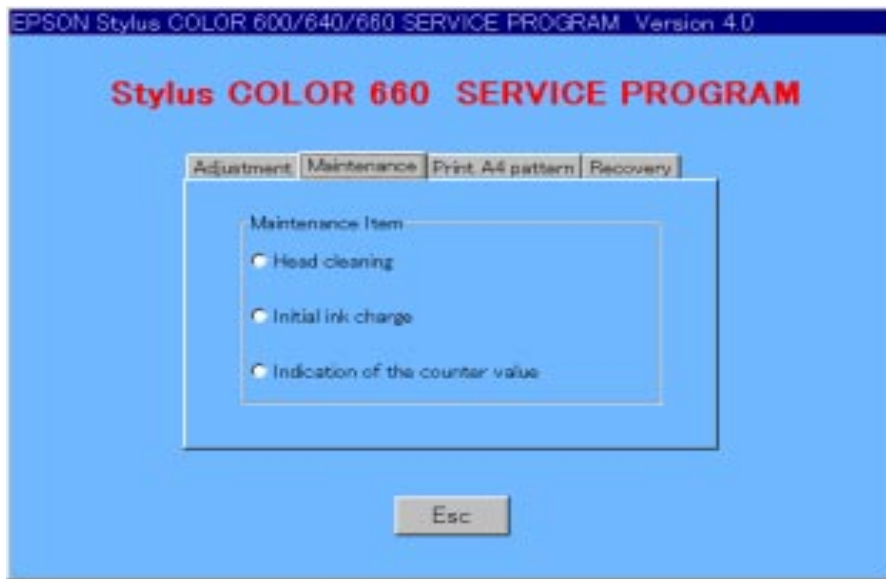 EPSON Stylus COLOR 600/640/660 SERVICE PROGRAM Version 4.0
Stylus COLOR 660 SERVICE PROGRAM
Adjustment Maintenance Print A4 pattern Recovery
Maintenance Item
Head cleaning
Initial ink charge
Indication of the counter value
Esc